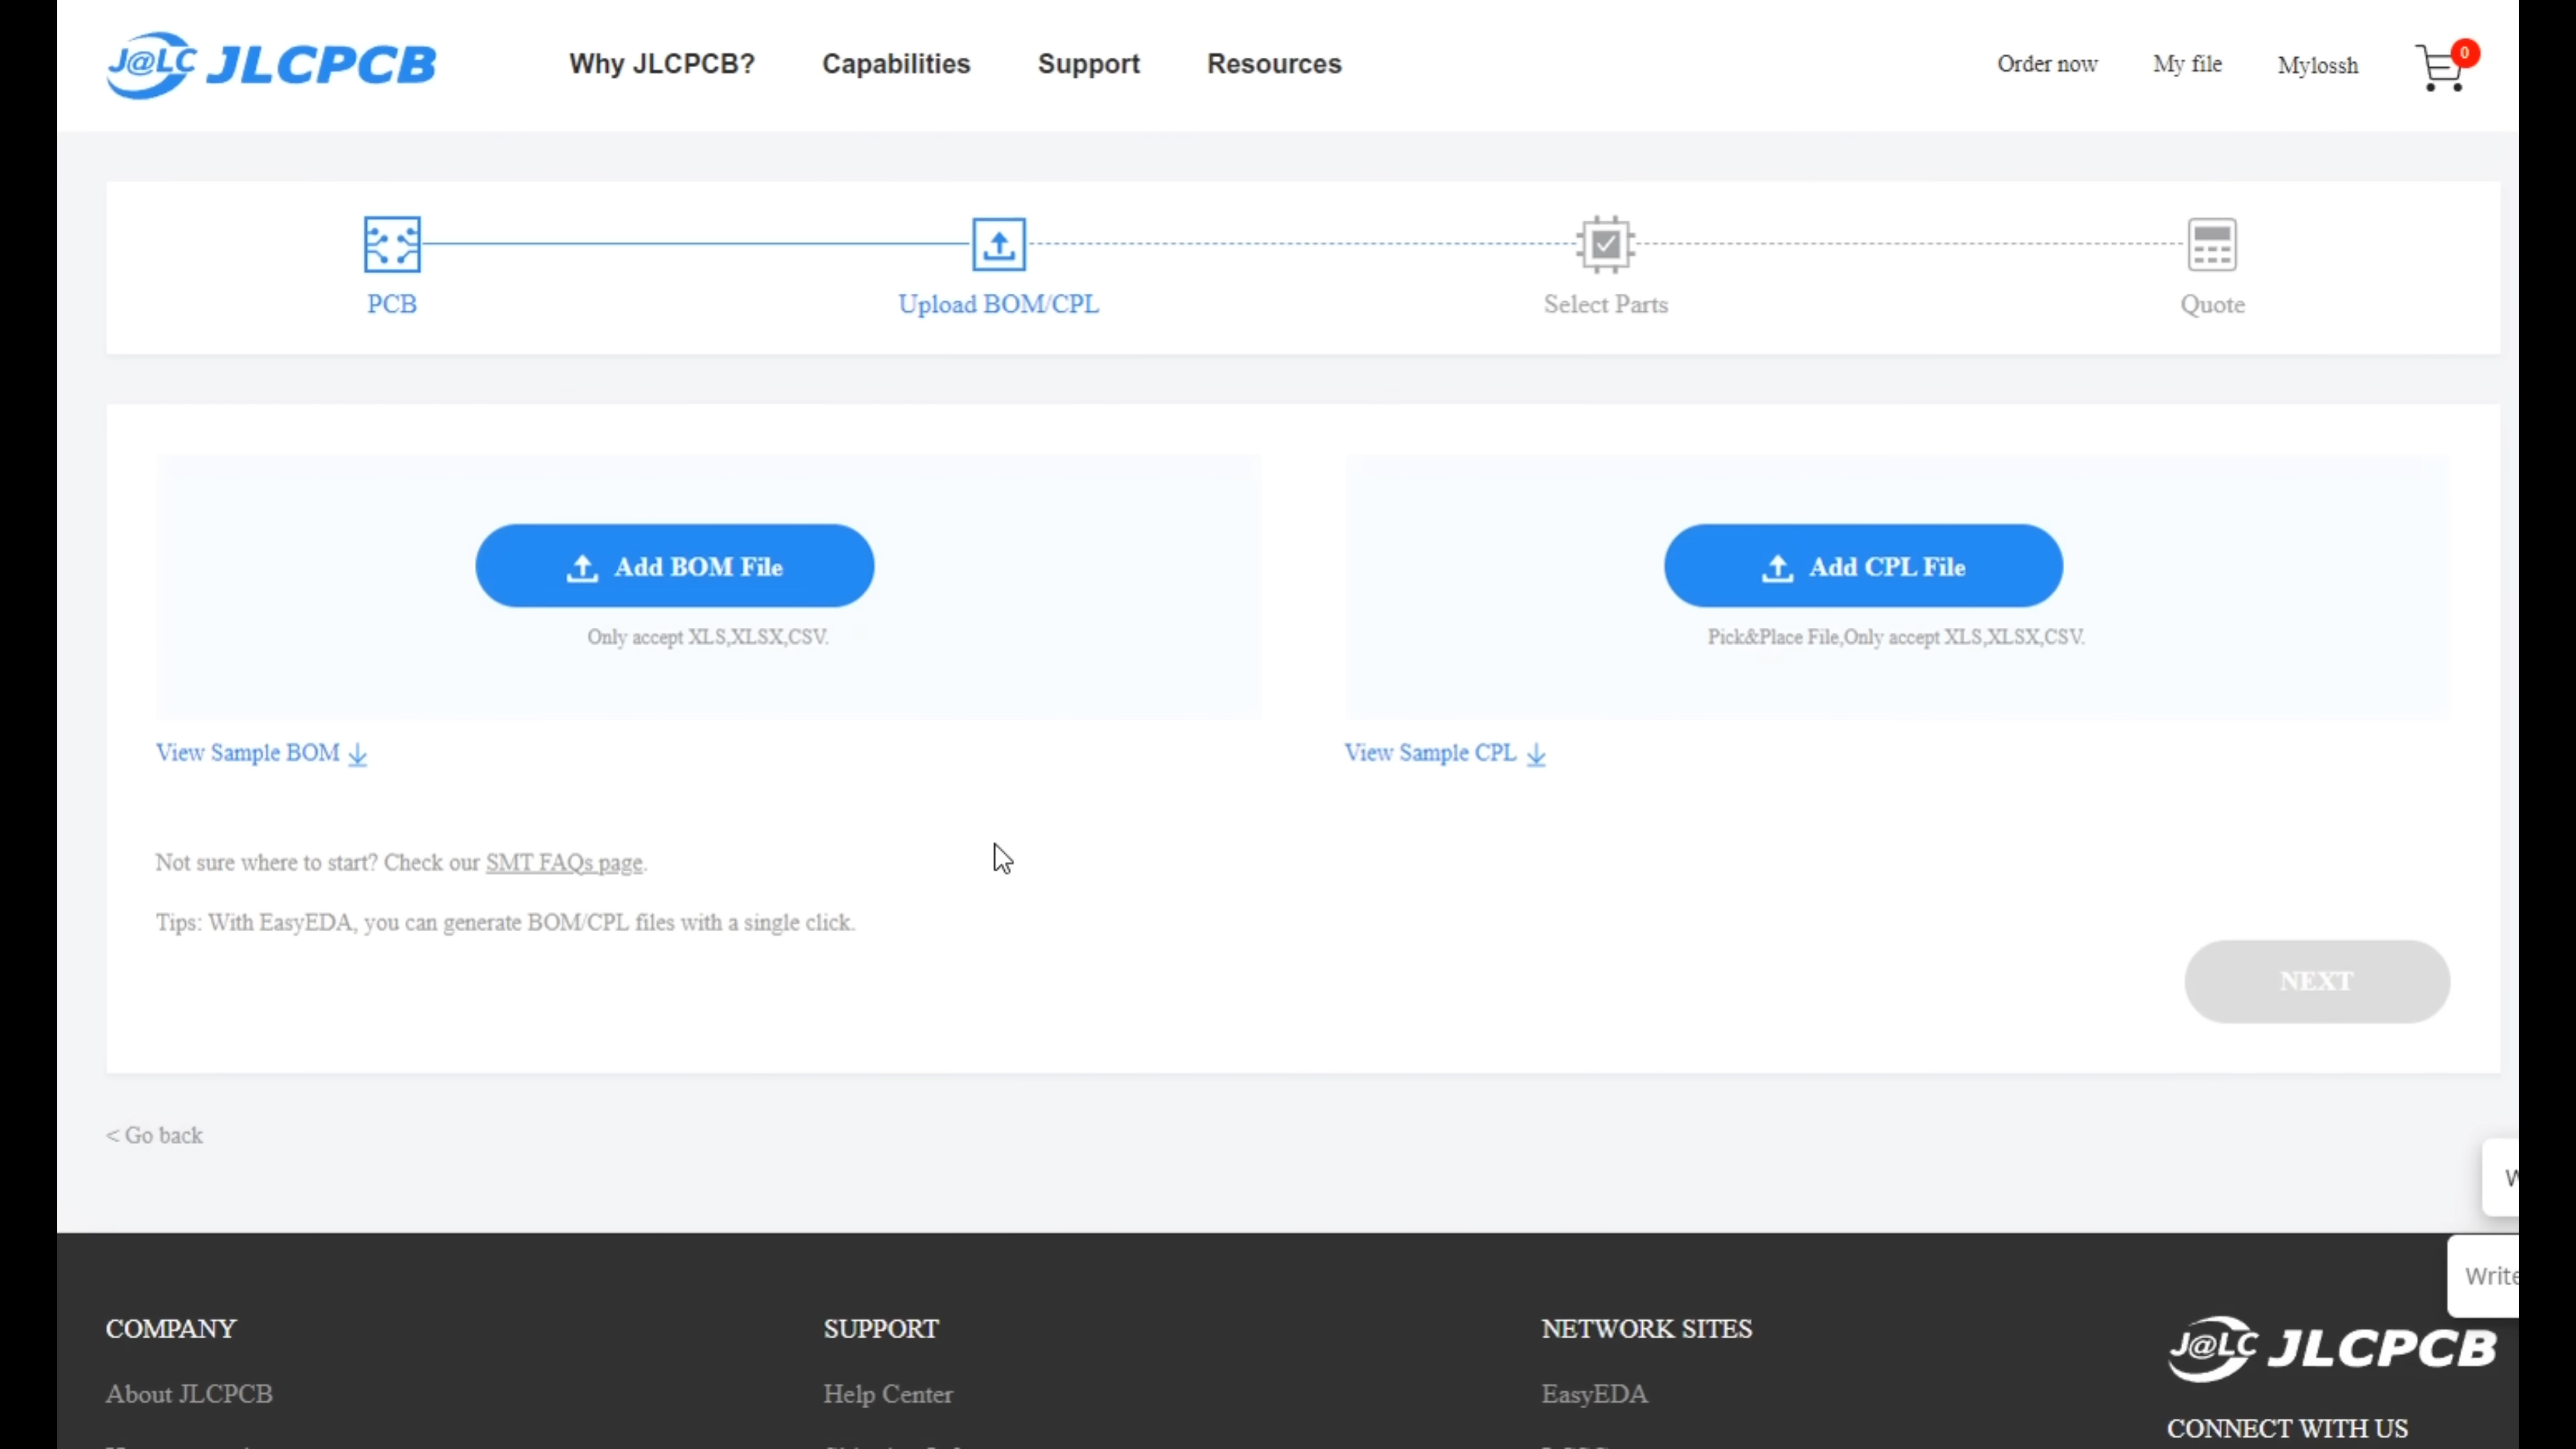 J@LC JLCPCB
Why JLCPCB? Capabilities Support Resources
Order now My file Mylossh 0
PCB Upload BOM/CPL Select Parts Quote
Add BOM File
Only accept XLS,XLSX,CSV.
Add CPL File
Pick&Place File,Only accept XLS,XLSX,CSV.
View Sample BOM
View Sample CPL
Not sure where to start? Check our SMT FAQs page.
Tips: With EasyEDA, you can generate BOM/CPL files with a single click.
NEXT
< Go back
Write
COMPANY
About JLCPCB
SUPPORT
Help Center
NETWORK SITES
EasyEDA
J@LC JLCPCB
CONNECT WITH US